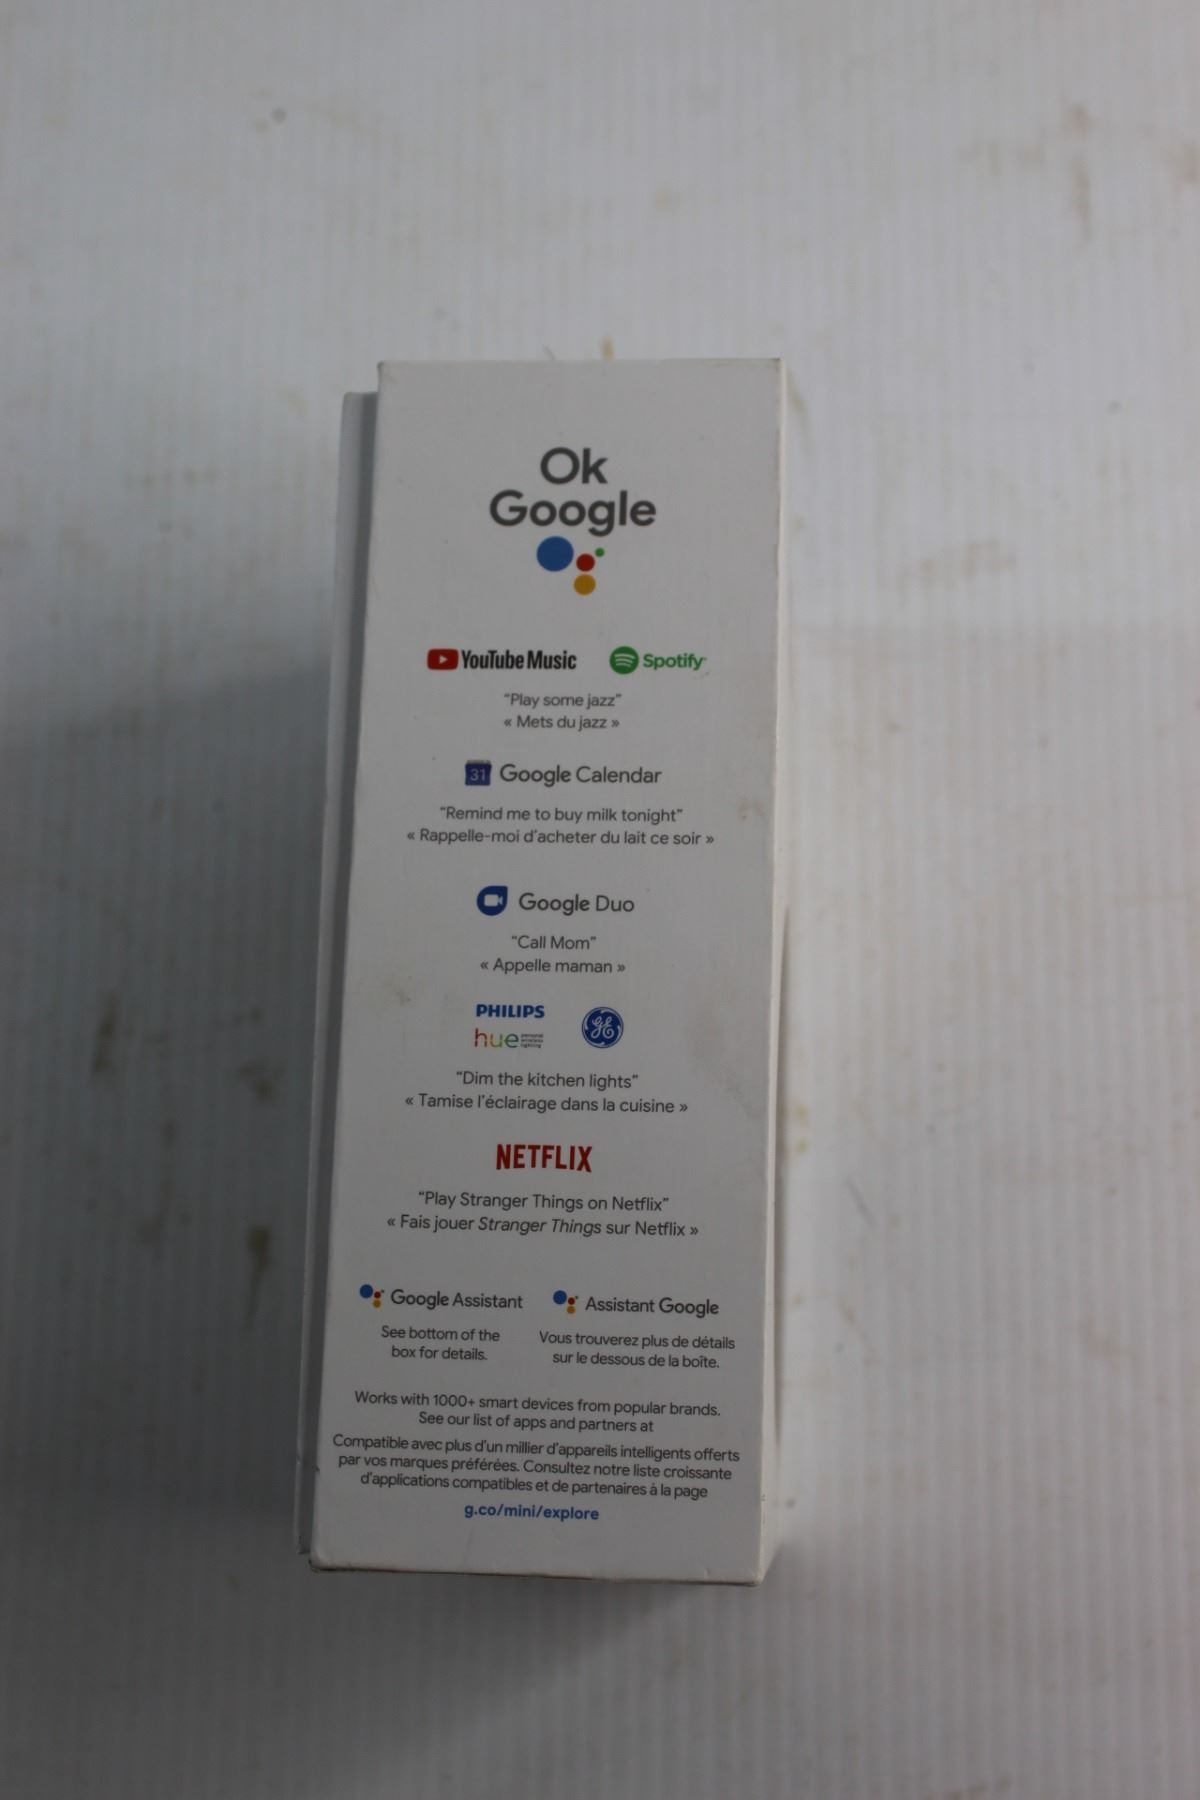 Ok
Google
YouTube Music Spotify
“Play some jazz”
« Mets du jazz »
31 Google Calendar
“Remind me to buy milk tonight”
« Rappelle-moi d’acheter du lait ce soir »
Google Duo
“Call Mom”
« Appelle maman »
PHILIPS
hue personal wireless lighting GE
“Dim the kitchen lights”
« Tamise l’éclairage dans la cuisine »
NETFLIX
“Play Stranger Things on Netflix”
« Fais jouer Stranger Things sur Netflix »
Google Assistant Assistant Google
See bottom of the
box for details.
Vous trouverez plus de détails
sur le dessous de la boîte.
Works with 1000+ smart devices from popular brands.
See our list of apps and partners at
Compatible avec plus d’un millier d’appareils intelligents offerts
par vos marques préférées. Consultez notre liste croissante
d’applications compatibles et de partenaires à la page
g.co/mini/explore